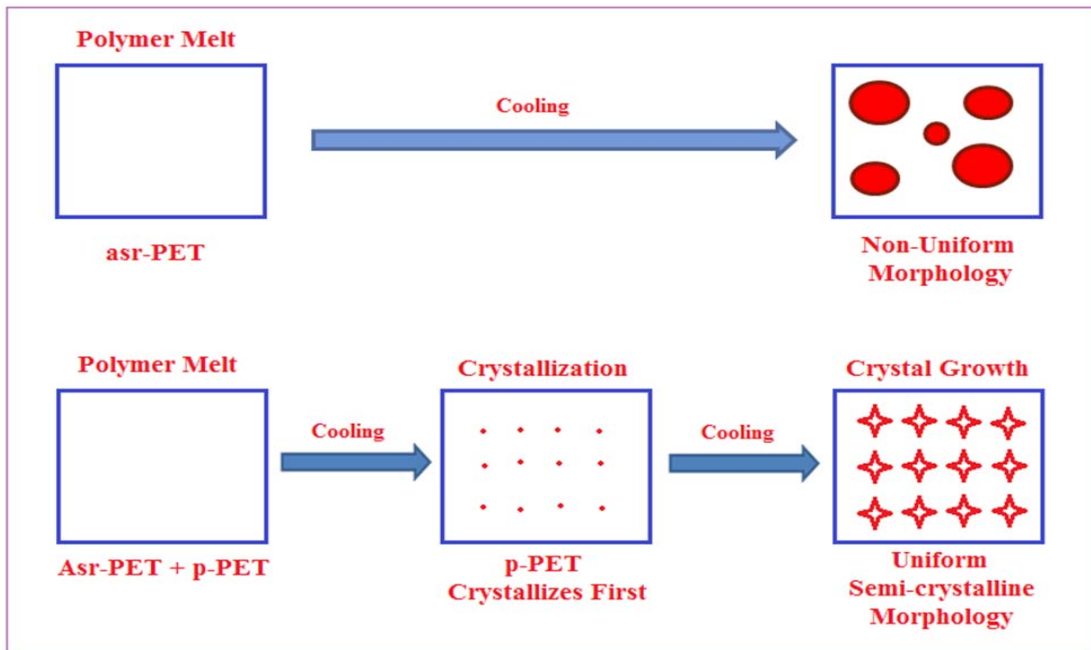 Polymer Melt
Cooling
asr-PET
Non-Uniform
Morphology
Polymer Melt
Crystallization
Crystal Growth
Cooling
Cooling
Asr-PET + p-PET
p-PET
Crystallizes First
Uniform
Semi-crystalline
Morphology